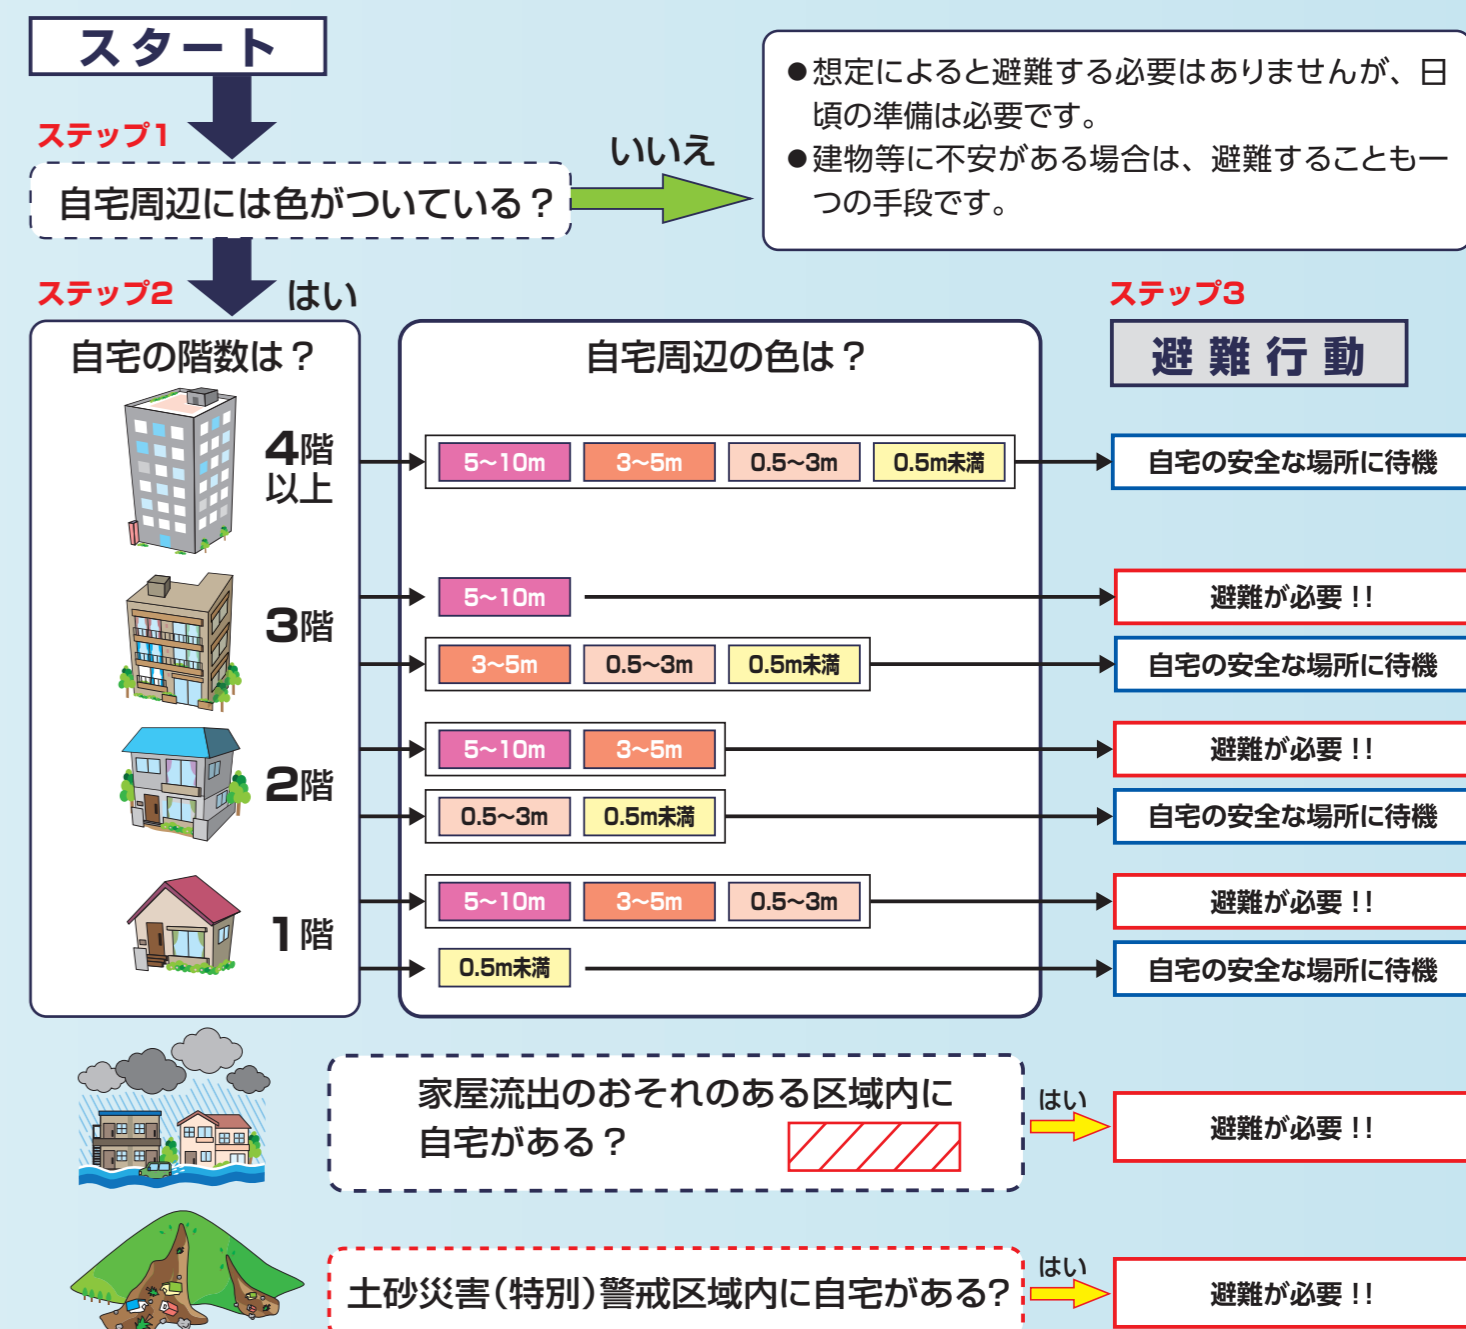 スタート
ステップ1
自宅周辺には色がついている？
いいえ
●想定によると避難する必要はありませんが、日
頃の準備は必要です。
●建物等に不安がある場合は、避難することも一
つの手段です。
ステップ2
はい
自宅の階数は？
自宅周辺の色は？
ステップ3
避難行動
4階
以上
5～10m 3～5m 0.5～3m 0.5m未満
自宅の安全な場所に待機
3階
5～10m
避難が必要！！
3～5m 0.5～3m 0.5m未満
自宅の安全な場所に待機
2階
5～10m 3～5m
避難が必要！！
0.5～3m 0.5m未満
自宅の安全な場所に待機
1階
5～10m 3～5m 0.5～3m
避難が必要！！
0.5m未満
自宅の安全な場所に待機
家屋流出のおそれのある区域内に
自宅がある？
はい
避難が必要！！
土砂災害（特別）警戒区域内に自宅がある？
はい
避難が必要！！